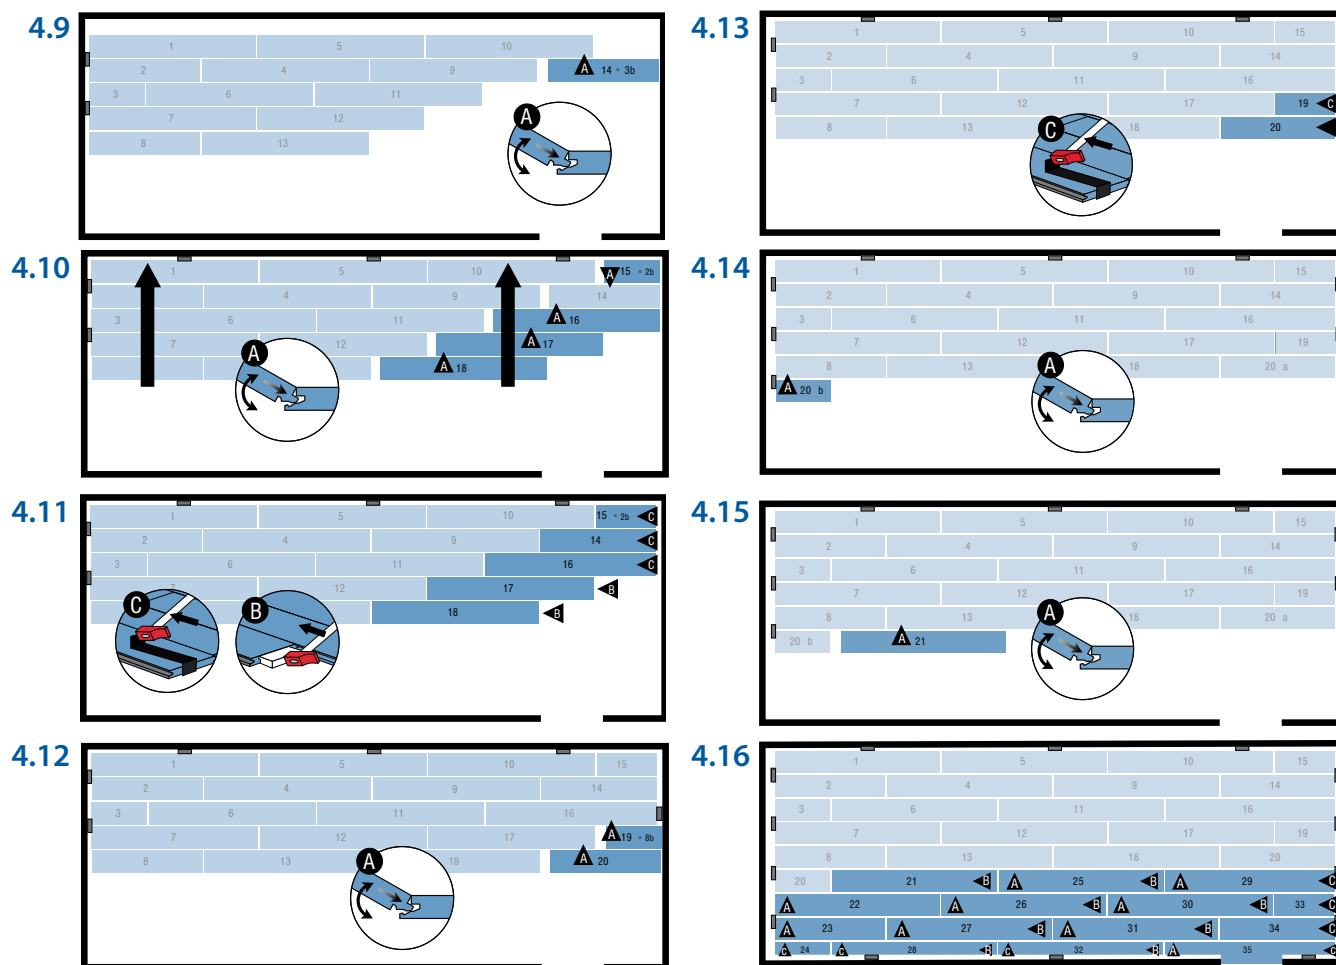 4.9
1 5 10
2 4 9 A 14 = 3b
3 6 11
7 12
8 13
A
4.10
1 5 10 A 15 = 2b
4 9 14
3 6 11 A 16
7 12 A 17
A 18
A
4.11
1 5 10 15 = 2b C
2 4 9 14 C
3 6 11 16 C
7 12 17 B
18 B
C B
4.12
1 5 10 15
2 4 9 14
3 6 11 16
7 12 17 A 19 = 8b
8 13 18 A 20
A
4.13
1 5 10 15
2 4 9 14
3 6 11 16
7 12 17 19 C
8 13 18 20
C
4.14
1 5 10 15
2 4 9 14
3 6 11 16
7 12 17 19
8 13 18 20 a
A 20 b
A
4.15
1 5 10 15
2 4 9 14
3 6 11 16
7 12 17 19
8 13 18 20 a
20 b A 21
A
4.16
1 5 10 15
2 4 9 14
3 6 11 16
7 12 17 19
8 13 18 20
20 21 B A 25 B A 29 C
A 22 A 26 B A 30 B 33 C
A 23 A 27 B A 31 B 34 C
C 24 C 28 B C 32 B A 35 C